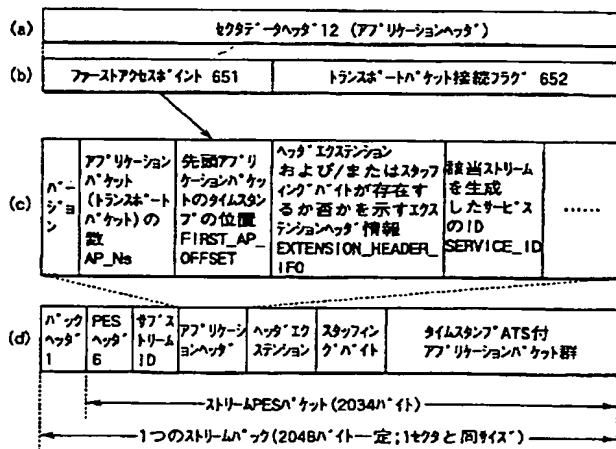 (a)
セクタデータヘッダ12 (アプリケーションヘッダ)
(b)
ファーストアクセスポイント 651
トランスポートパケット接続フラグ 652
(c)
バージョン
アプリケーション
パケット
(トランスポート
パケット)の
数
AP_Ns
先頭アプリ
ケーションパケッ
トのタイムスタ
ンプの位置
FIRST_AP_
OFFSET
ヘッダエクステンション
および/またはスタッフ
ィングバイトが存在す
るか否かを示すエクス
テンションヘッダ情報
EXTENSION_HEADER_
IFO
該当ストリーム
を生成
したサービス
のID
SERVICE_ID
……
(d)
パック
ヘッダ
1
PES
ヘッダ
6
サブス
トリーム
ID
アプリケーシ
ョンヘッダ
ヘッダエク
ステンション
スタッフィン
グバイト
タイムスタンプATS付
アプリケーションパケット群
ストリームPESパケット(2034バイト)
1つのストリームパック(2048バイト一定;1セクタと同サイズ)